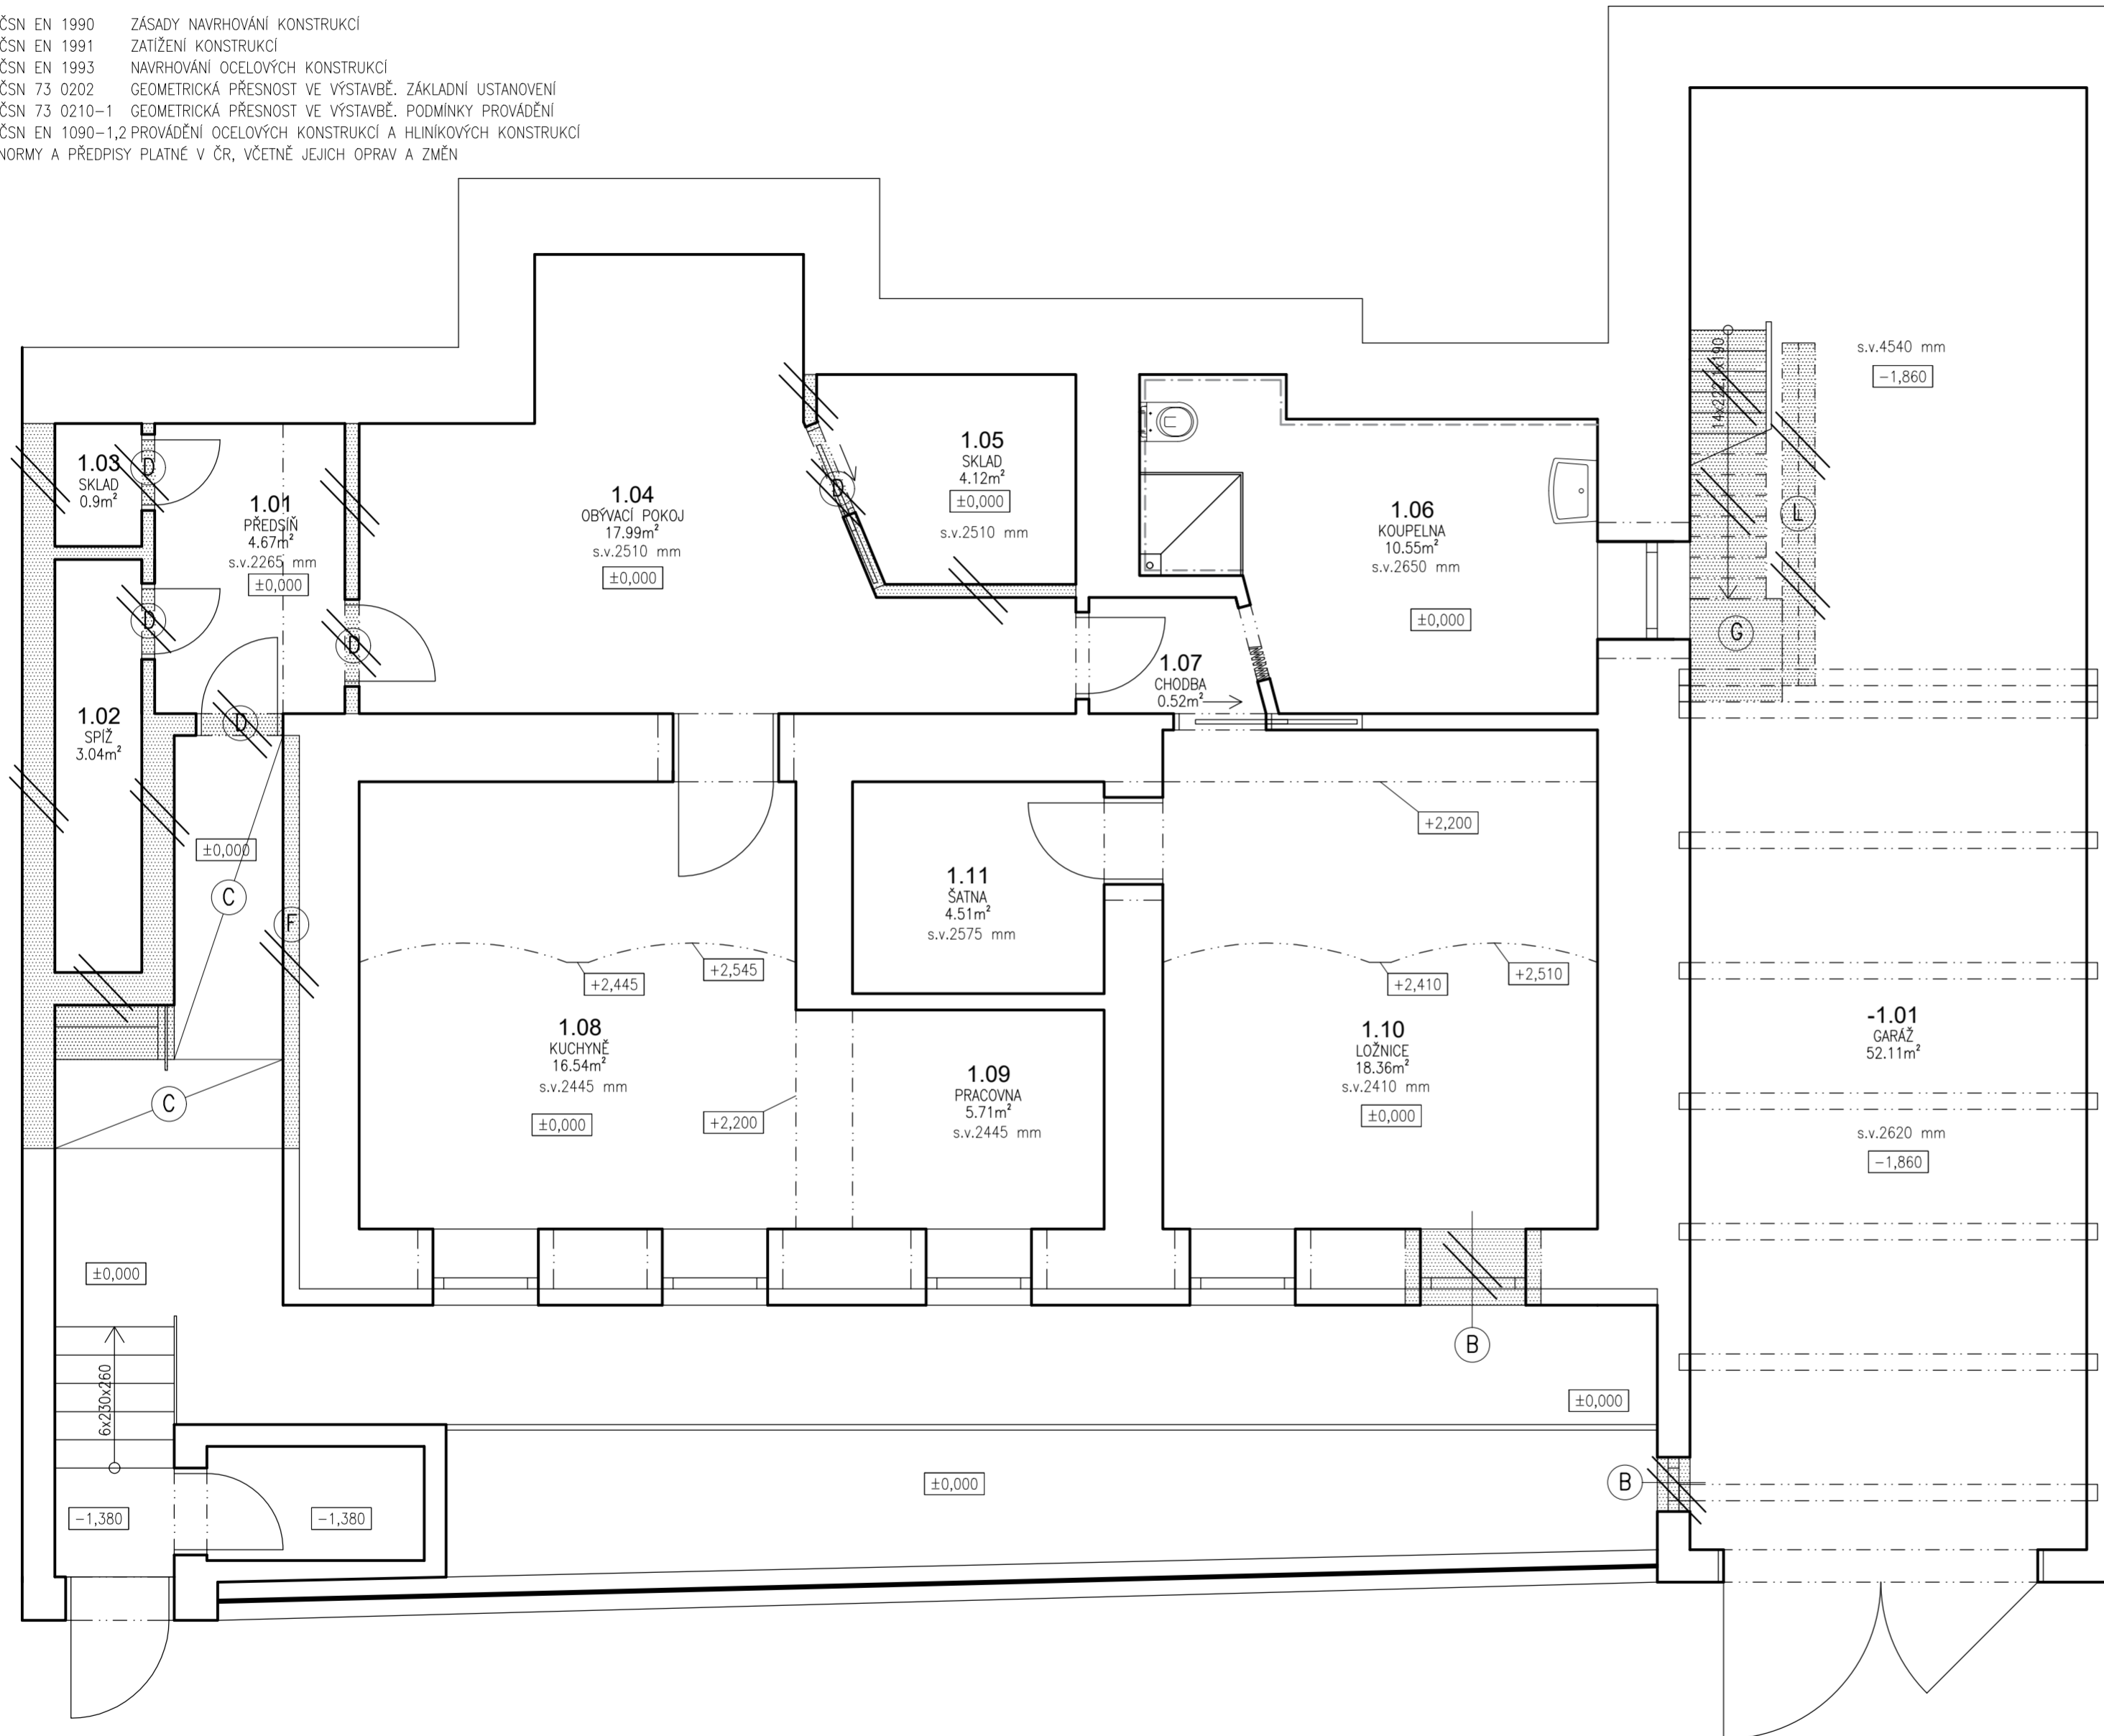 ČSN EN 1990 ZÁSADY NAVRHOVÁNÍ KONSTRUKCÍ
ČSN EN 1991 ZATÍŽENÍ KONSTRUKCÍ
ČSN EN 1993 NAVRHOVÁNÍ OCELOVÝCH KONSTRUKCÍ
ČSN 73 0202 GEOMETRICKÁ PŘESNOST VE VÝSTAVBĚ. ZÁKLADNÍ USTANOVENÍ
ČSN 73 0210-1 GEOMETRICKÁ PŘESNOST VE VÝSTAVBĚ. PODMÍNKY PROVÁDĚNÍ
ČSN EN 1090-1,2 PROVÁDĚNÍ OCELOVÝCH KONSTRUKCÍ A HLINÍKOVÝCH KONSTRUKCÍ
NORMY A PŘEDPISY PLATNÉ V ČR, VČETNĚ JEJICH OPRAV A ZMĚN
s.v.4540 mm
-1,860
1.03
SKLAD
0.9m²
D
1.01
PŘEDSÍŇ
4.67m²
s.v.2265 mm
±0,000
D
D
D
1.02
SPÍŽ
3.04m²
1.04
OBÝVACÍ POKOJ
17.99m²
s.v.2510 mm
±0,000
D
1.05
SKLAD
4.12m²
±0,000
s.v.2510 mm
1.06
KOUPELNA
10.55m²
s.v.2650 mm
±0,000
1.07
CHODBA
0.52m²
G
±0,000
C
F
C
+2,445
+2,545
1.08
KUCHYNĚ
16.54m²
s.v.2445 mm
±0,000
+2,200
1.11
ŠATNA
4.51m²
s.v.2575 mm
1.09
PRACOVNA
5.71m²
s.v.2445 mm
+2,200
+2,410
+2,510
1.10
LOŽNICE
18.36m²
s.v.2410 mm
±0,000
-1.01
GARÁŽ
52.11m²
s.v.2620 mm
-1,860
±0,000
6x230x260
B
±0,000
±0,000
B
-1,380
-1,380